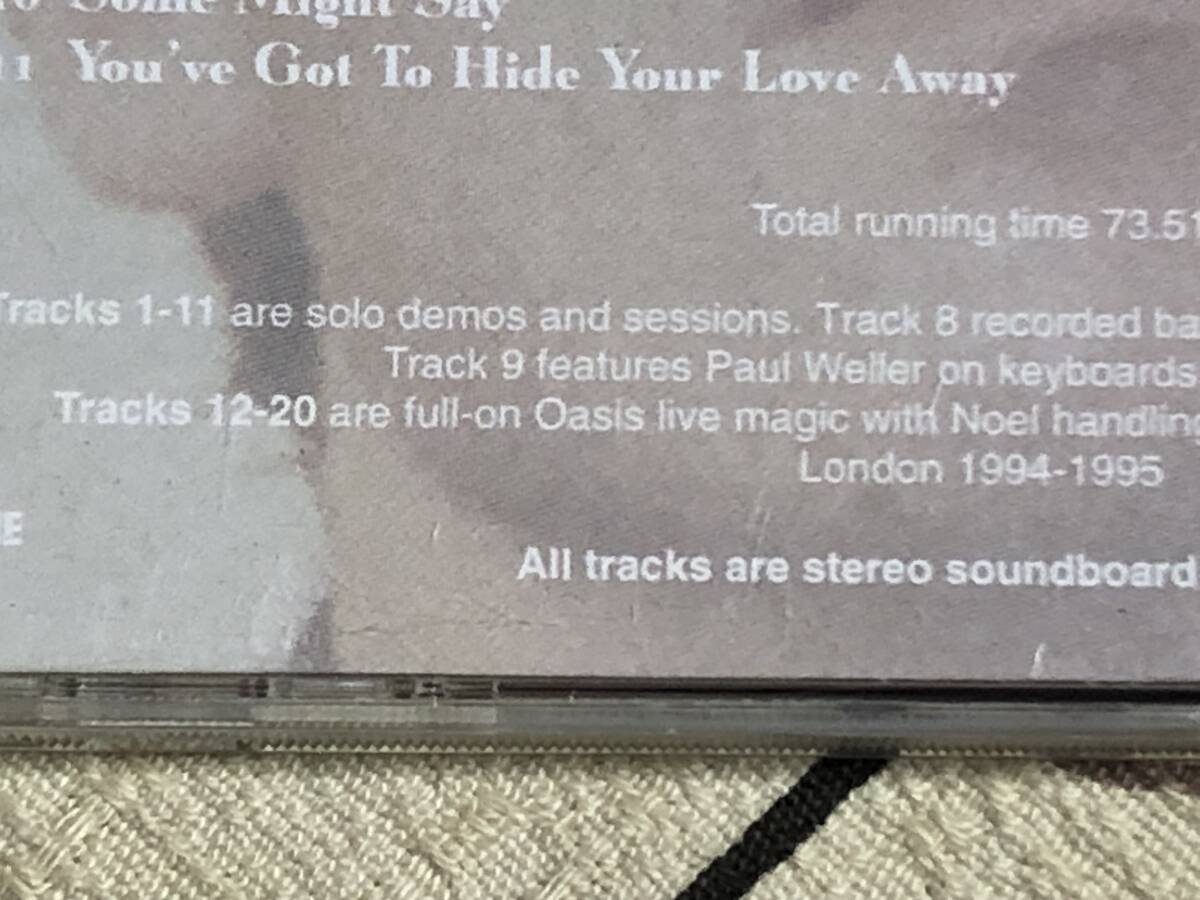 10 Some Might Say
11 You've Got To Hide Your Love Away
Total running time 73.51
Tracks 1-11 are solo demos and sessions. Track 8 recorded ba
Track 9 features Paul Weller on keyboards
Tracks 12-20 are full-on Oasis live magic with Noel handling
London 1994-1995
E
All tracks are stereo soundboard